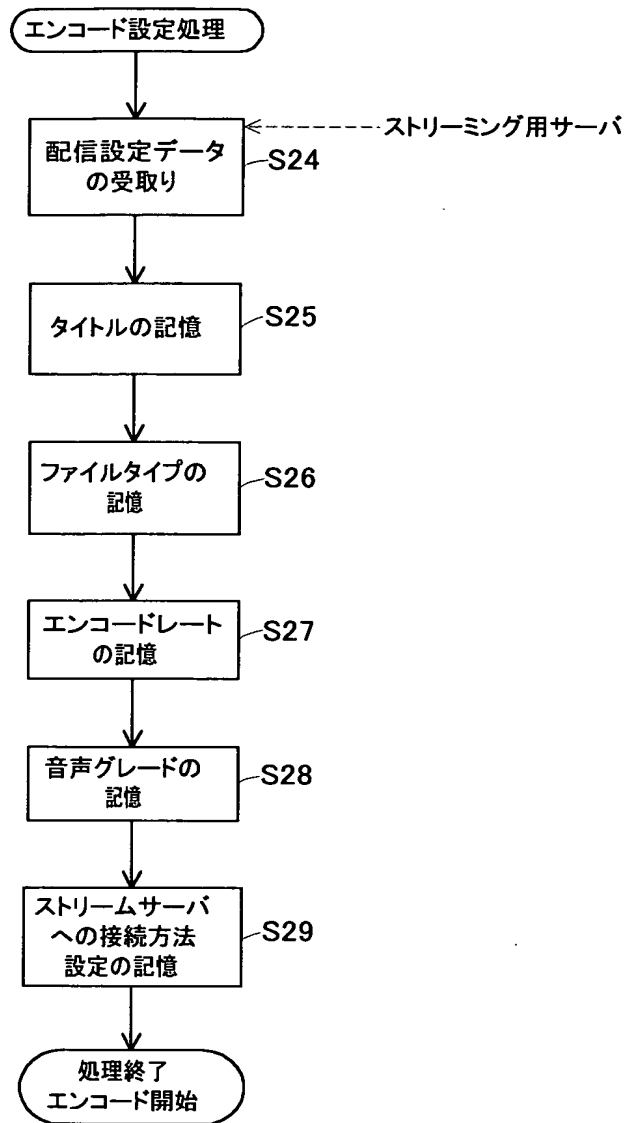 エンコード設定処理
ストリーミング用サーバ
配信設定データ
の受取り
S24
タイトルの記憶
S25
ファイルタイプの
記憶
S26
エンコードレート
の記憶
S27
音声グレードの
記憶
S28
ストリームサーバ
への接続方法
設定の記憶
S29
処理終了
エンコード開始